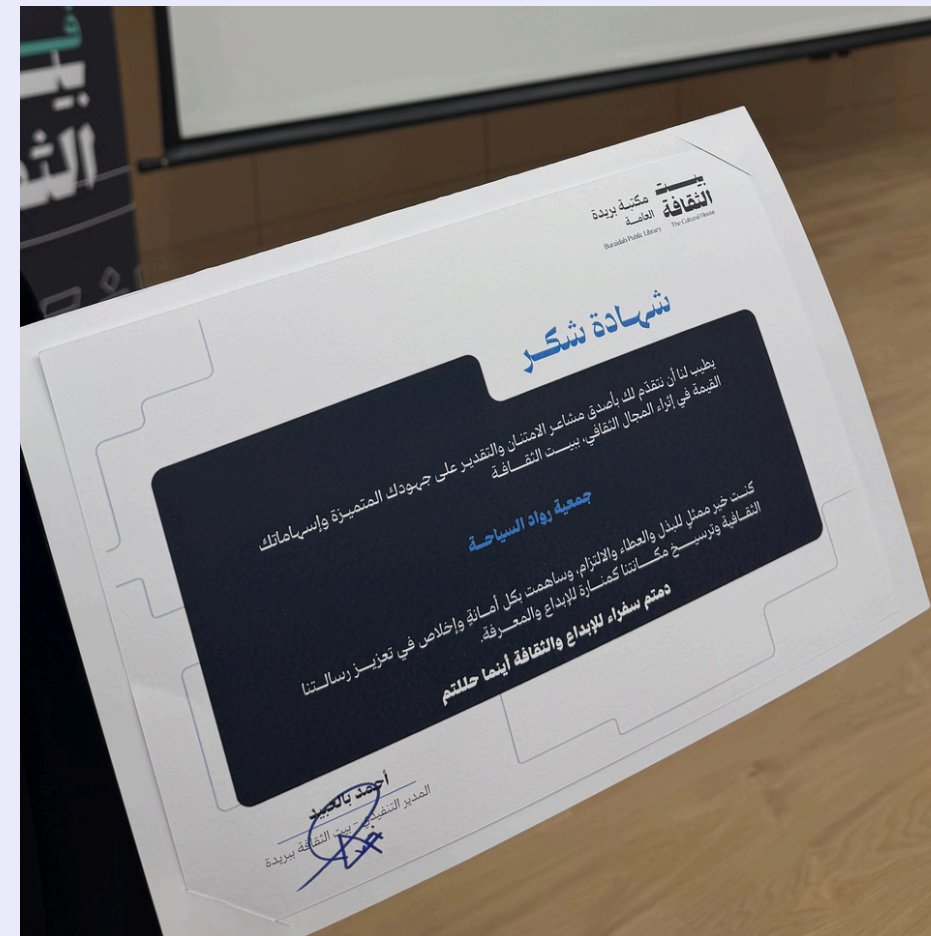 بيت
الثقافة
The Cultural House
مكتبة بريدة
العامة
Buraidah Public Library
شهادة شكر
يطيب لنا أن نتقدّم لك بأصدق مشاعر الامتنان والتقدير على جهودك المتميزة وإسهاماتك
القيمة في إثراء المجال الثقافي، ببيت الثقافة
جمعية رواد السياحة
كنت خير ممثلٍ للبذل والعطاء والالتزام، وساهمت بكل أمانةٍ وإخلاص في تعزيز رسالتنا
الثقافية وترسيخ مكانتنا كمنارة للإبداع والمعرفة.
دمتم سفراء للإبداع والثقافة أينما حللتم
أحمد بالعبيد
المدير التنفيذي - بيت الثقافة ببريدة